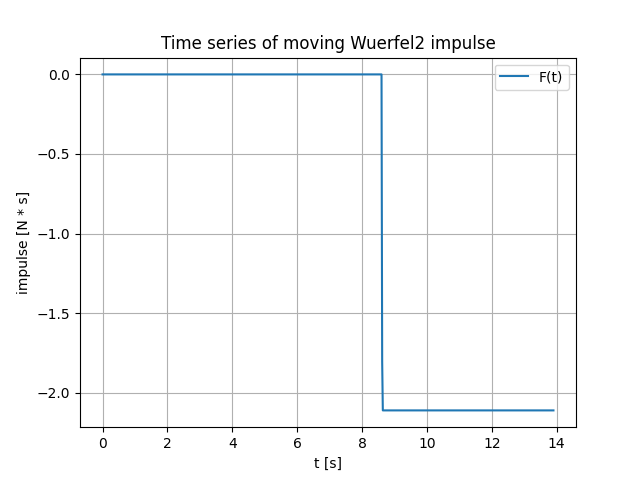 Time series of moving Wuerfel2 impulse
F(t)
impulse [N * s]
0.0
−0.5
−1.0
−1.5
−2.0
0 2 4 6 8 10 12 14
t [s]